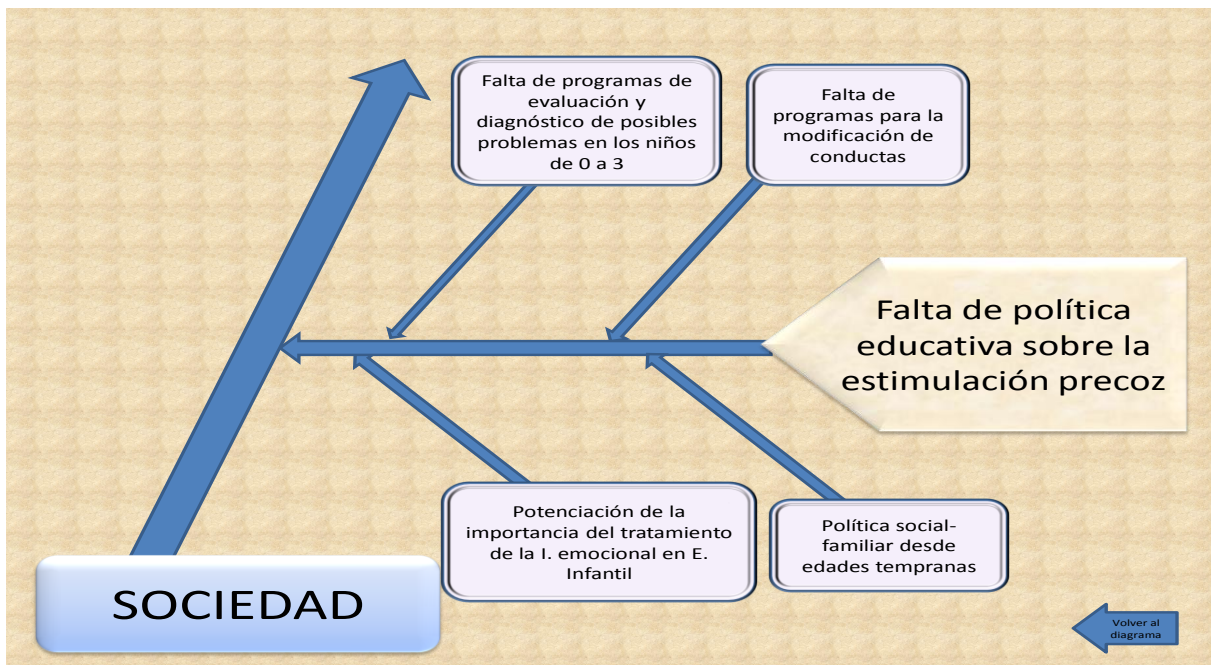 Falta de programas de
evaluación y
diagnóstico de posibles
problemas en los niños
de 0 a 3
Falta de
programas para la
modificación de
conductas
Falta de política
educativa sobre la
estimulación precoz
Potenciación de la
importancia del tratamiento
de la I. emocional en E.
Infantil
Política social-
familiar desde
edades tempranas
SOCIEDAD
Volver al
diagrama